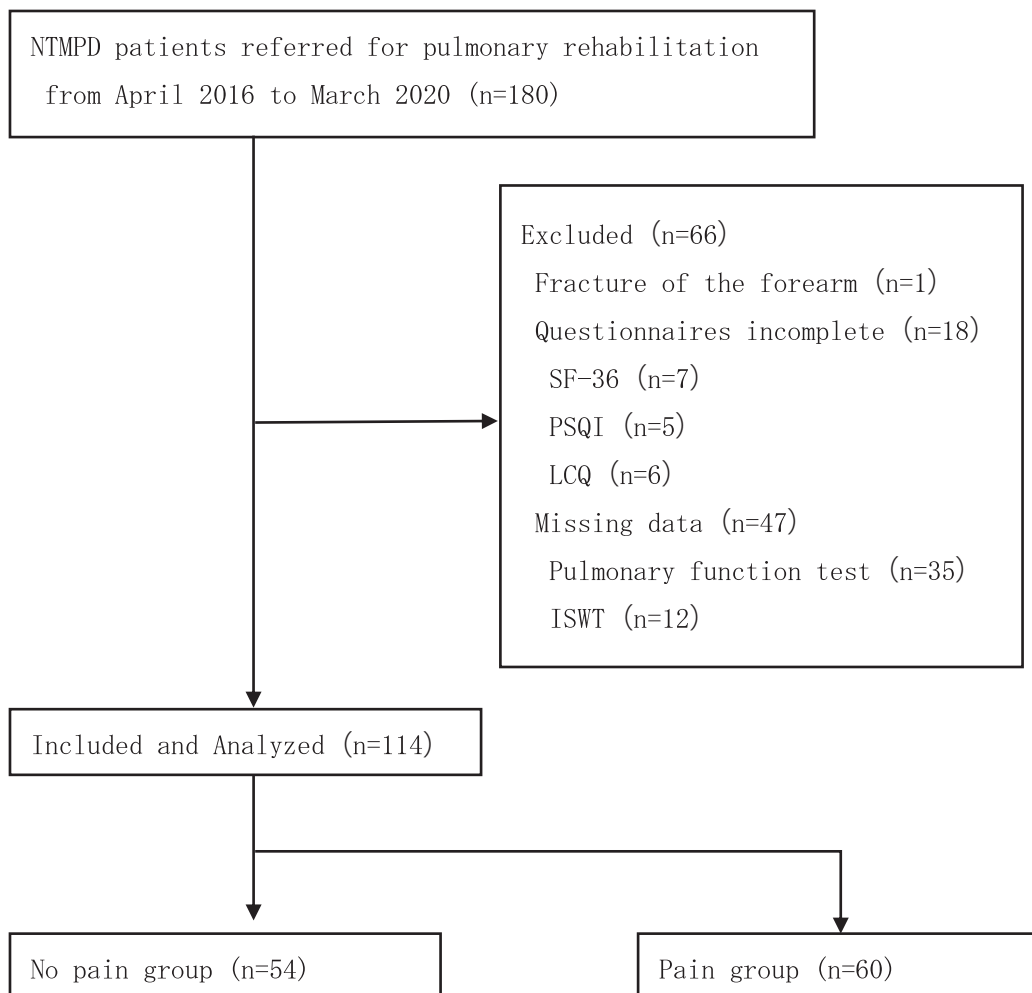 NTMPD patients referred for pulmonary rehabilitation
from April 2016 to March 2020 (n=180)
Excluded (n=66)
Fracture of the forearm (n=1)
Questionnaires incomplete (n=18)
SF-36 (n=7)
PSQI (n=5)
LCQ (n=6)
Missing data (n=47)
Pulmonary function test (n=35)
ISWT (n=12)
Included and Analyzed (n=114)
No pain group (n=54)
Pain group (n=60)